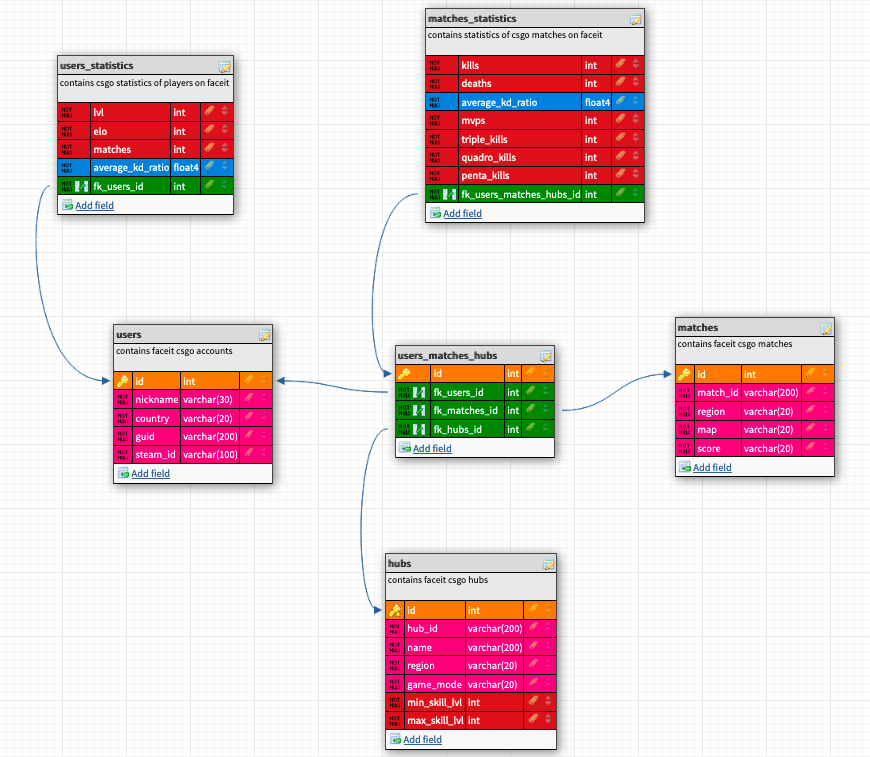 matches_statistics
contains statistics of csgo matches on faceit
NOT NULL kills int
NOT NULL deaths int
NOT NULL average_kd_ratio float4
NOT NULL mvps int
NOT NULL triple_kills int
NOT NULL quadro_kills int
NOT NULL penta_kills int
NOT NULL fk_users_matches_hubs_id int
Add field
users_statistics
contains csgo statistics of players on faceit
NOT NULL lvl int
NOT NULL elo int
NOT NULL matches int
NOT NULL average_kd_ratio float4
NOT NULL fk_users_id int
Add field
users
contains faceit csgo accounts
id int
NOT NULL nickname varchar(30)
NOT NULL country varchar(20)
NOT NULL guid varchar(200)
NOT NULL steam_id varchar(100)
Add field
users_matches_hubs
id int
NOT NULL fk_users_id int
NOT NULL fk_matches_id int
NOT NULL fk_hubs_id int
Add field
matches
contains faceit csgo matches
id int
NOT NULL match_id varchar(200)
NOT NULL region varchar(20)
NOT NULL map varchar(20)
NOT NULL score varchar(20)
Add field
hubs
contains faceit csgo hubs
id int
NOT NULL hub_id varchar(200)
NOT NULL name varchar(200)
NOT NULL region varchar(20)
NOT NULL game_mode varchar(20)
NOT NULL min_skill_lvl int
NOT NULL max_skill_lvl int
Add field